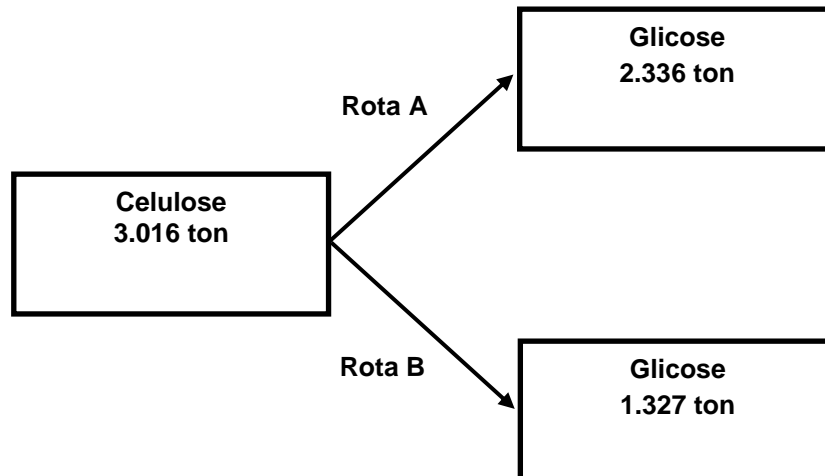 Glicose
2.336 ton
Rota A
Celulose
3.016 ton
Rota B
Glicose
1.327 ton